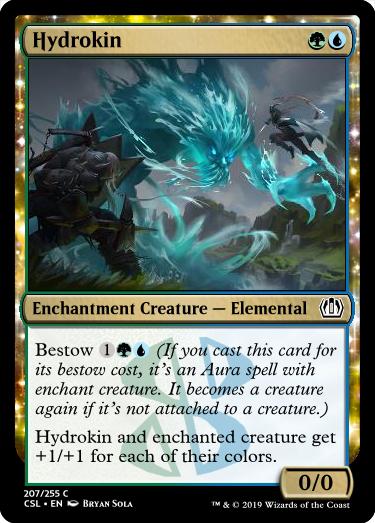 Hydrokin
Enchantment Creature — Elemental
Bestow 1 (If you cast this card for
its bestow cost, it's an Aura spell with
enchant creature. It becomes a creature
again if it's not attached to a creature.)
Hydrokin and enchanted creature get
+1/+1 for each of their colors.
0/0
207/255 C
CSL • EN Bryan Sola
™ & © 2019 Wizards of the Coast